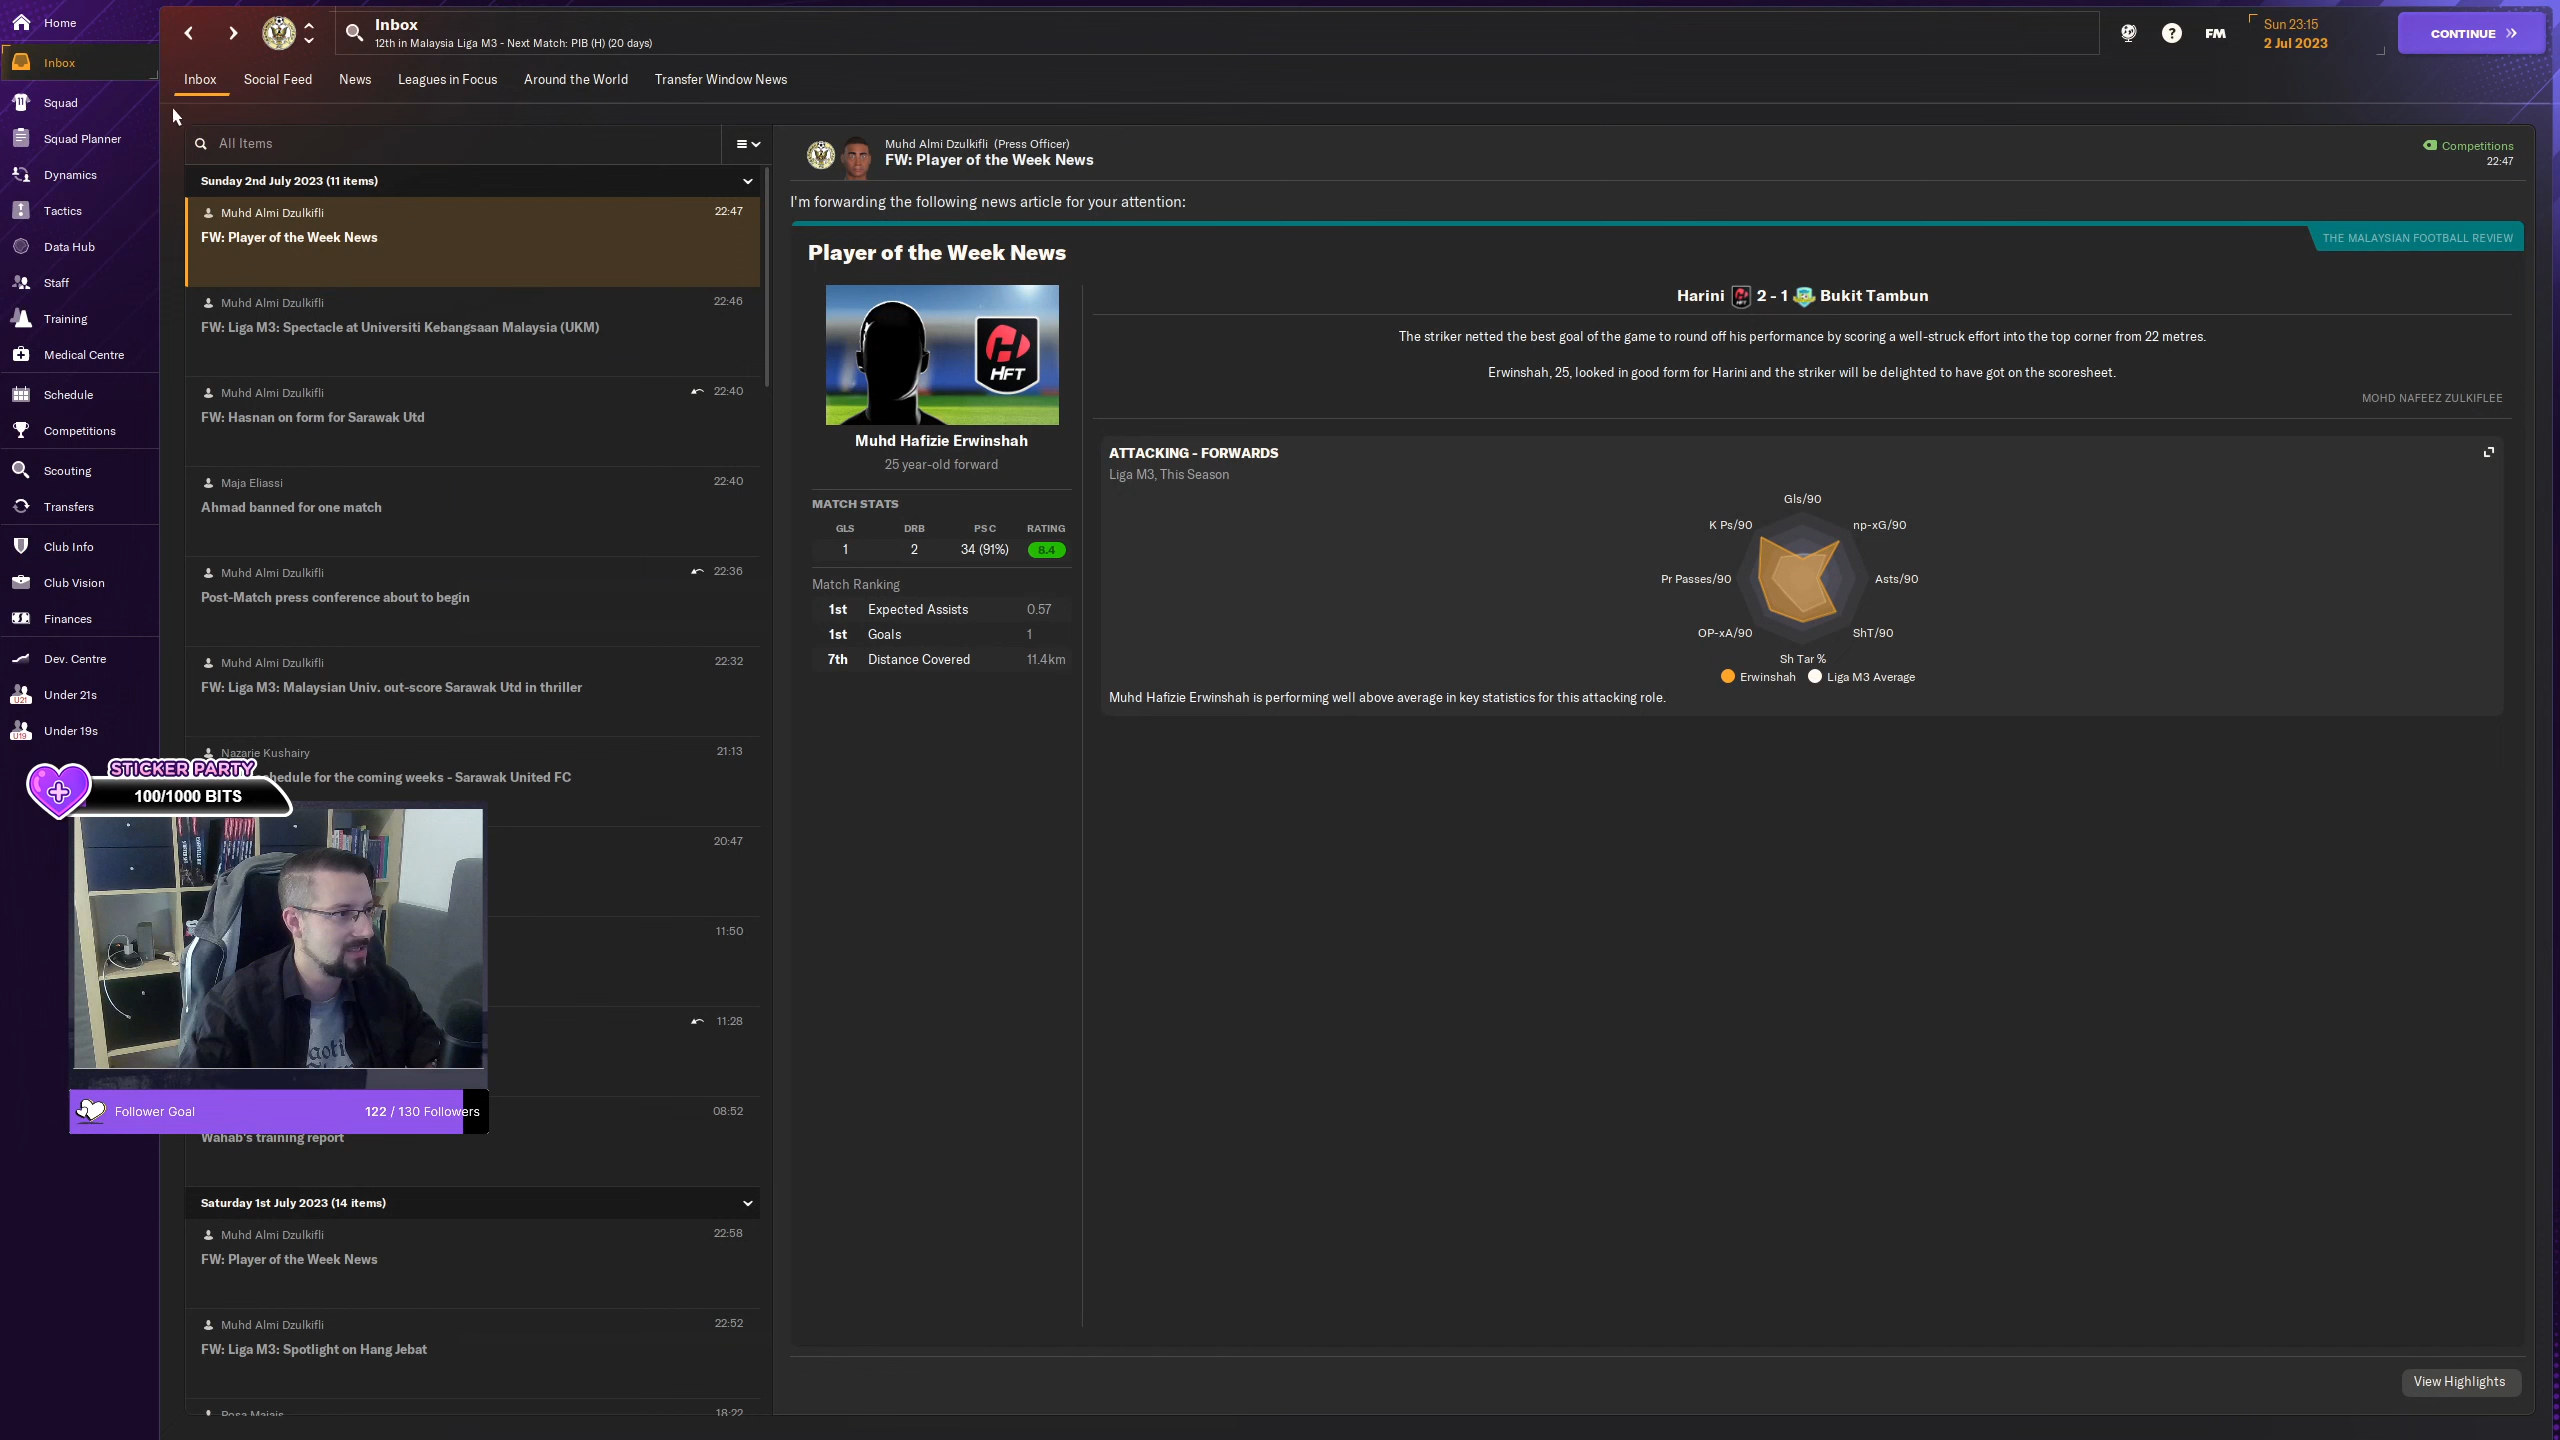 Home
Inbox
Squad
Squad Planner
Dynamics
Tactics
Data Hub
Staff
Training
Medical Centre
Schedule
Competitions
Scouting
Transfers
Club Info
Club Vision
Finances
Dev. Centre
U21
Under 21s
U19
Under 19s
Inbox
12th in Malaysia Liga M3 - Next Match: PIB (H) (20 days)
FM
Sun 23:15
2 Jul 2023
CONTINUE
Inbox Social Feed News Leagues in Focus Around the World Transfer Window News
All Items
Sunday 2nd July 2023 (11 items)
Muhd Almi Dzulkifli 22:47
FW: Player of the Week News
Muhd Almi Dzulkifli 22:46
FW: Liga M3: Spectacle at Universiti Kebangsaan Malaysia (UKM)
Muhd Almi Dzulkifli 22:40
FW: Hasnan on form for Sarawak Utd
Maja Eliassi 22:40
Ahmad banned for one match
Muhd Almi Dzulkifli 22:36
Post-Match press conference about to begin
Muhd Almi Dzulkifli 22:32
FW: Liga M3: Malaysian Univ. out-score Sarawak Utd in thriller
Nazarie Kushairy 21:13
schedule for the coming weeks - Sarawak United FC
20:47
11:50
11:28
08:52
Wahab's training report
Saturday 1st July 2023 (14 items)
Muhd Almi Dzulkifli 22:58
FW: Player of the Week News
Muhd Almi Dzulkifli 22:52
FW: Liga M3: Spotlight on Hang Jebat
18:22
STICKER PARTY
100/1000 BITS
Follower Goal 122 / 130 Followers
Muhd Almi Dzulkifli (Press Officer)
FW: Player of the Week News
Competitions
22:47
I'm forwarding the following news article for your attention:
THE MALAYSIAN FOOTBALL REVIEW
Player of the Week News
HFT
Muhd Hafizie Erwinshah
25 year-old forward
MATCH STATS
GLS DRB PS C RATING
1 2 34 (91%) 8.4
Match Ranking
1st Expected Assists 0.57
1st Goals 1
7th Distance Covered 11.4km
Harini 2 - 1 Bukit Tambun
The striker netted the best goal of the game to round off his performance by scoring a well-struck effort into the top corner from 22 metres.
Erwinshah, 25, looked in good form for Harini and the striker will be delighted to have got on the scoresheet.
MOHD NAFEEZ ZULKIFLEE
ATTACKING - FORWARDS
Liga M3, This Season
Gls/90
K Ps/90 np-xG/90
Pr Passes/90 Asts/90
OP-xA/90 ShT/90
Sh Tar %
Erwinshah Liga M3 Average
Muhd Hafizie Erwinshah is performing well above average in key statistics for this attacking role.
View Highlights